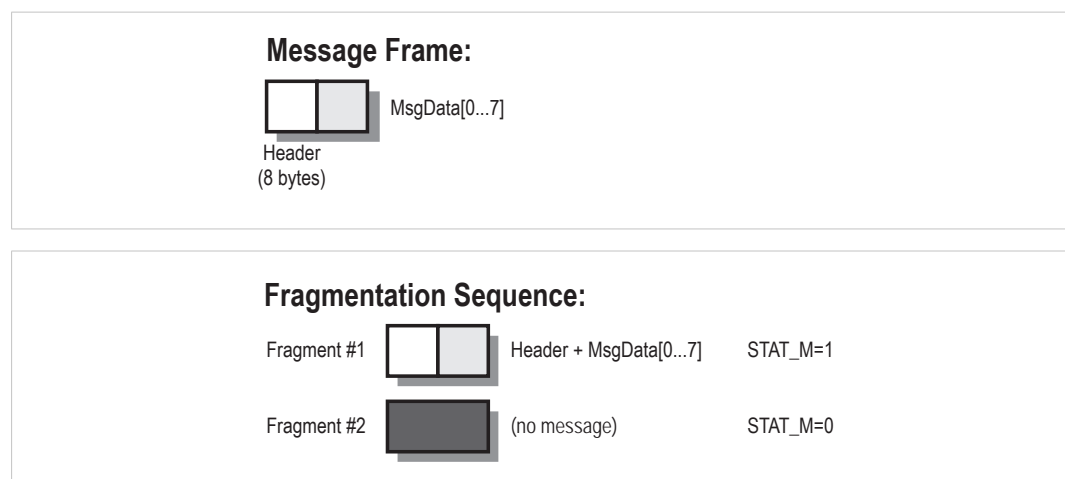 Message Frame:
MsgData[0...7]
Header
(8 bytes)
Fragmentation Sequence:
Fragment #1 Header + MsgData[0...7] STAT_M=1
Fragment #2 (no message) STAT_M=0